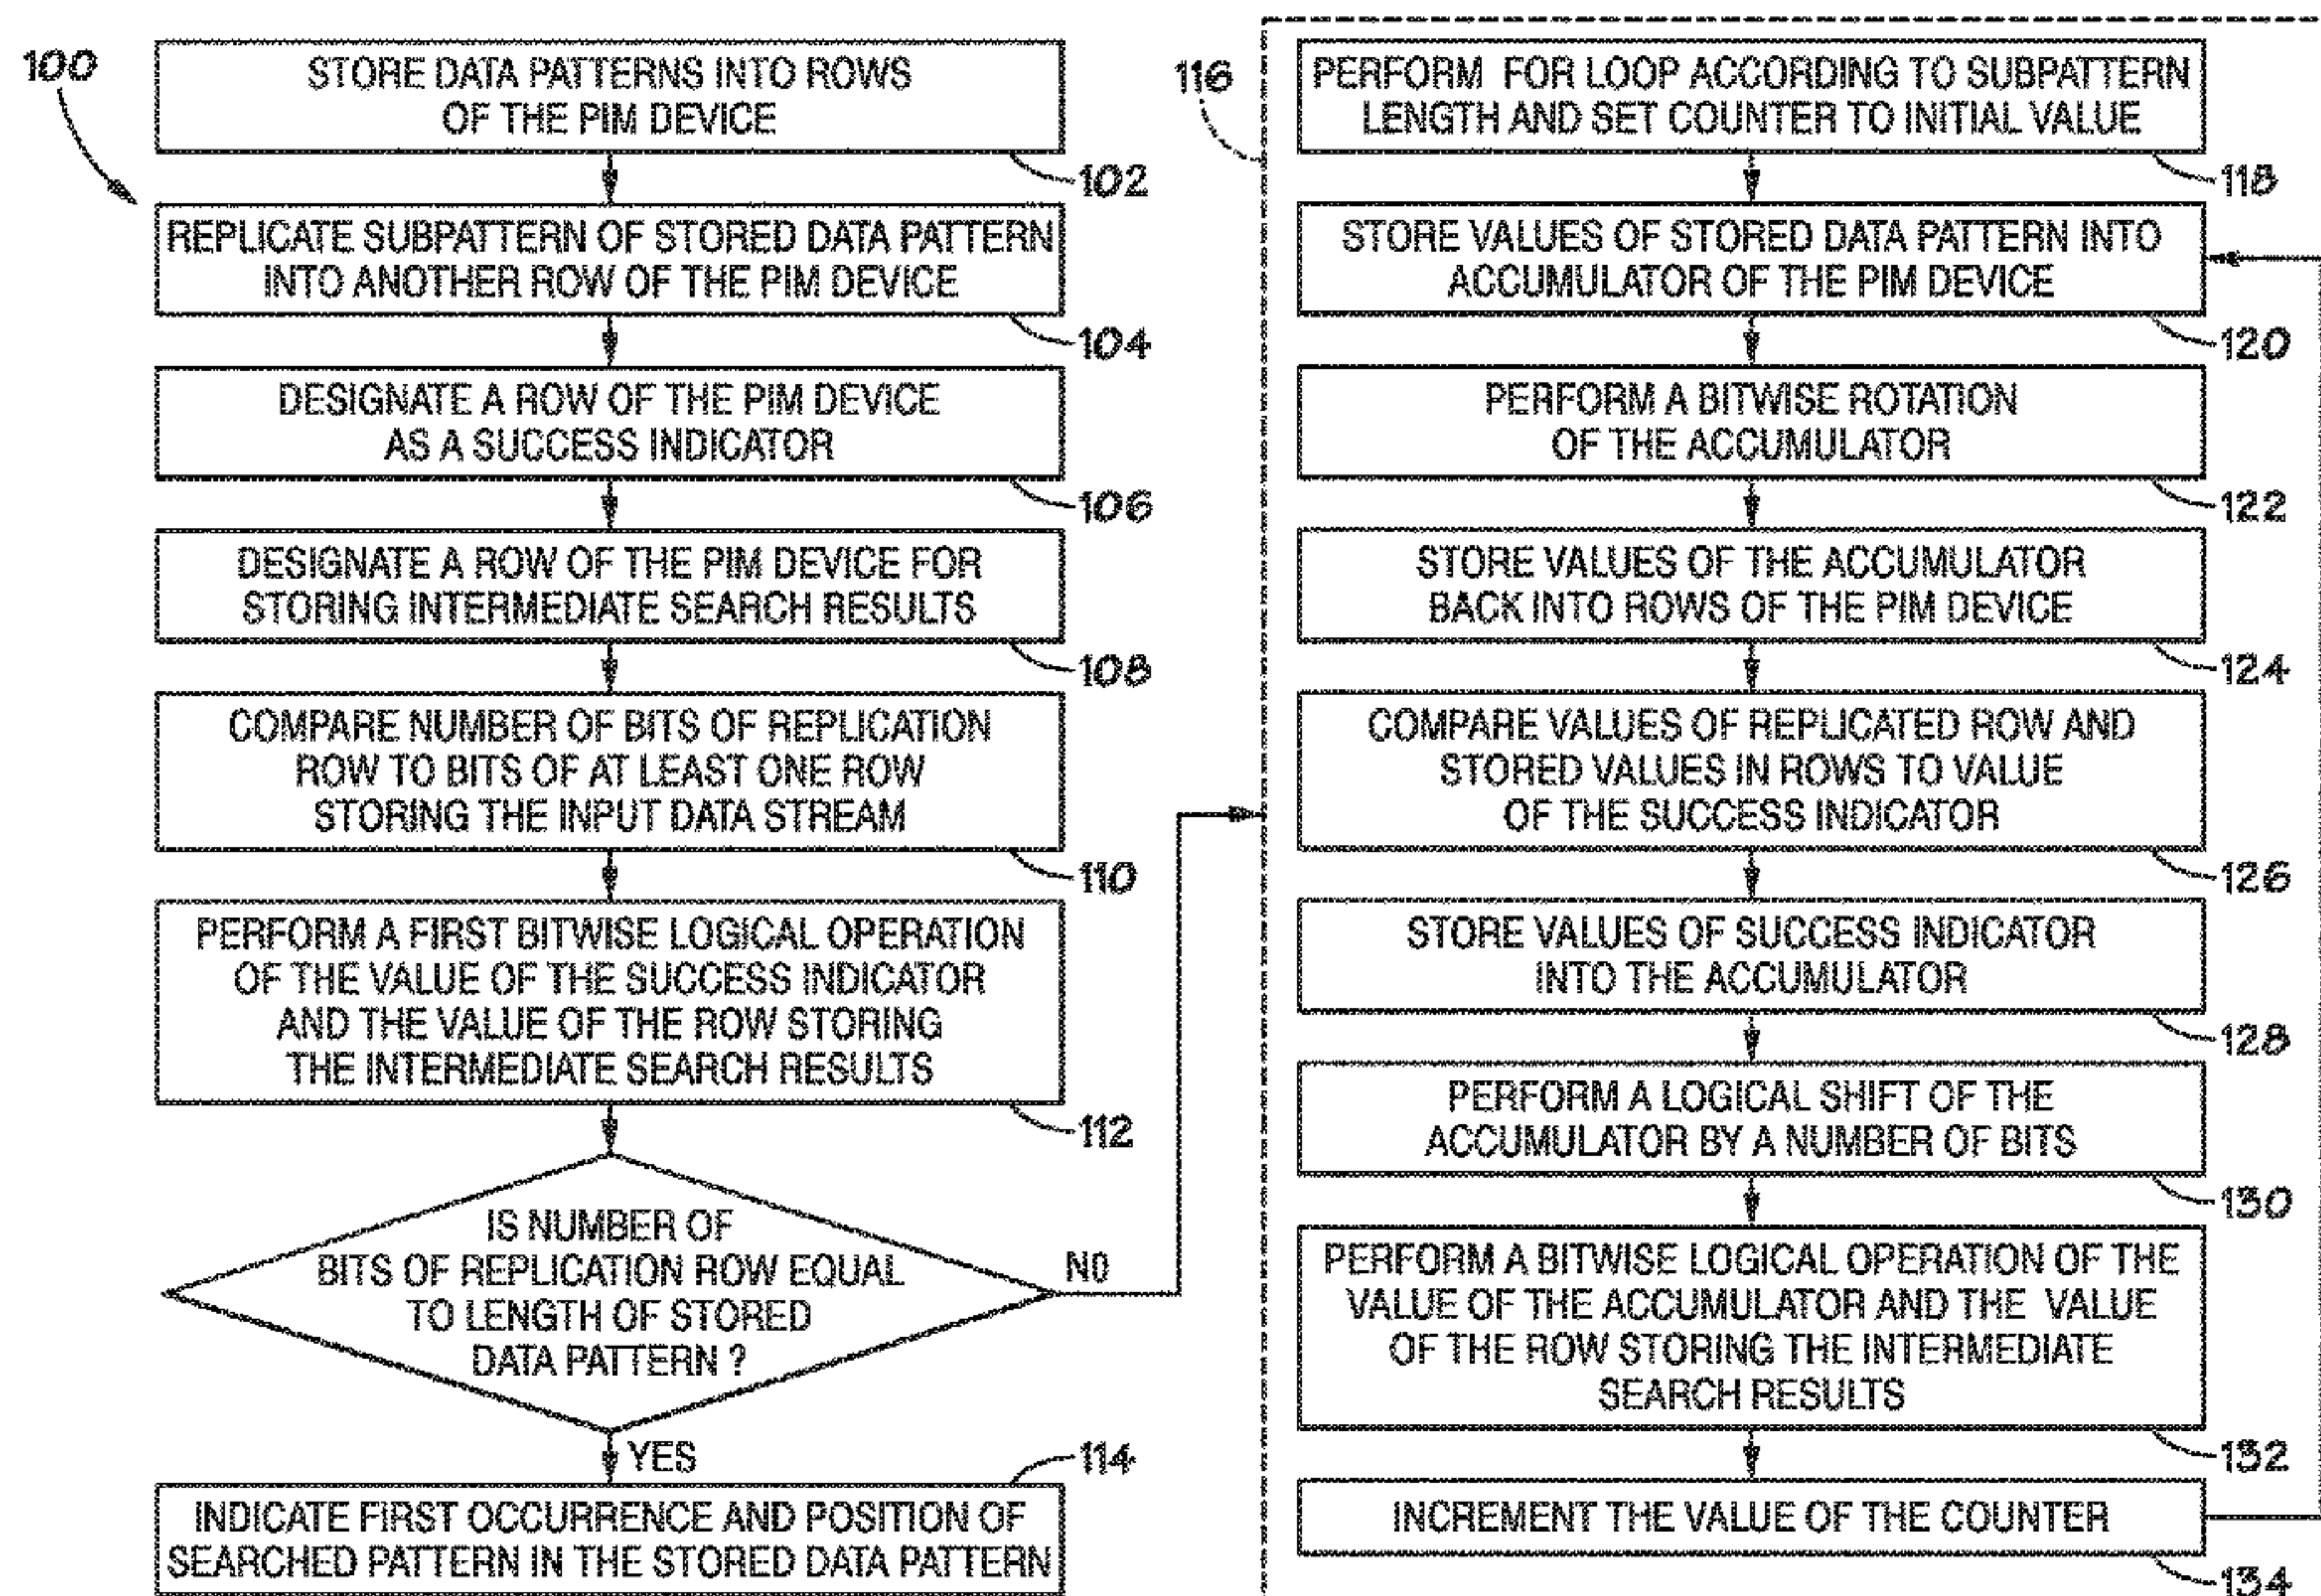 100
STORE DATA PATTERNS INTO ROWS
OF THE PIM DEVICE
102
REPLICATE SUBPATTERN OF STORED DATA PATTERN
INTO ANOTHER ROW OF THE PIM DEVICE
104
DESIGNATE A ROW OF THE PIM DEVICE
AS A SUCCESS INDICATOR
106
DESIGNATE A ROW OF THE PIM DEVICE FOR
STORING INTERMEDIATE SEARCH RESULTS
108
COMPARE NUMBER OF BITS OF REPLICATION
ROW TO BITS OF AT LEAST ONE ROW
STORING THE INPUT DATA STREAM
110
PERFORM A FIRST BITWISE LOGICAL OPERATION
OF THE VALUE OF THE SUCCESS INDICATOR
AND THE VALUE OF THE ROW STORING
THE INTERMEDIATE SEARCH RESULTS
112
IS NUMBER OF
BITS OF REPLICATION ROW EQUAL
TO LENGTH OF STORED
DATA PATTERN ?
NO
YES
114
INDICATE FIRST OCCURRENCE AND POSITION OF
SEARCHED PATTERN IN THE STORED DATA PATTERN
116
PERFORM FOR LOOP ACCORDING TO SUBPATTERN
LENGTH AND SET COUNTER TO INITIAL VALUE
118
STORE VALUES OF STORED DATA PATTERN INTO
ACCUMULATOR OF THE PIM DEVICE
120
PERFORM A BITWISE ROTATION
OF THE ACCUMULATOR
122
STORE VALUES OF THE ACCUMULATOR
BACK INTO ROWS OF THE PIM DEVICE
124
COMPARE VALUES OF REPLICATED ROW AND
STORED VALUES IN ROWS TO VALUE
OF THE SUCCESS INDICATOR
126
STORE VALUES OF SUCCESS INDICATOR
INTO THE ACCUMULATOR
128
PERFORM A LOGICAL SHIFT OF THE
ACCUMULATOR BY A NUMBER OF BITS
130
PERFORM A BITWISE LOGICAL OPERATION OF THE
VALUE OF THE ACCUMULATOR AND THE VALUE
OF THE ROW STORING THE INTERMEDIATE
SEARCH RESULTS
132
INCREMENT THE VALUE OF THE COUNTER
134